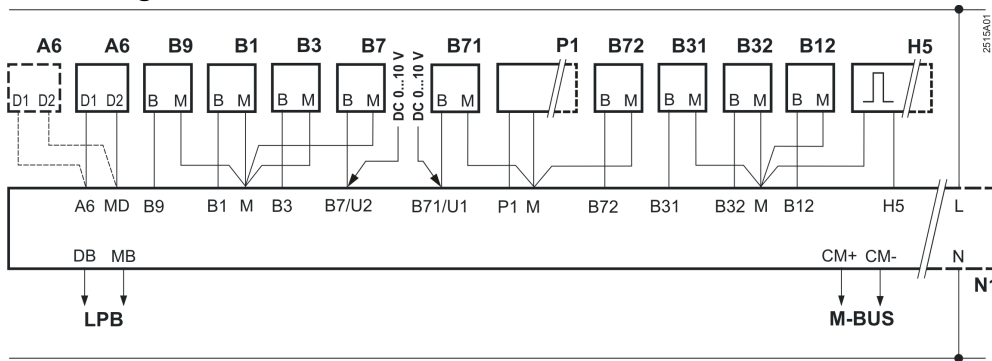 2515A01
A6 A6 B9 B1 B3 B7 B71 P1 B72 B31 B32 B12 H5
DC 0...10 V
DC 0...10 V
D1 D2 D1 D2 B M B M B M B M B M B M B M B M B M
A6 MD B9 B1 M B3 B7/U2 B71/U1 P1 M B72 B31 B32 M B12 H5 L
DB MB CM+ CM- N
N1
LPB M-BUS